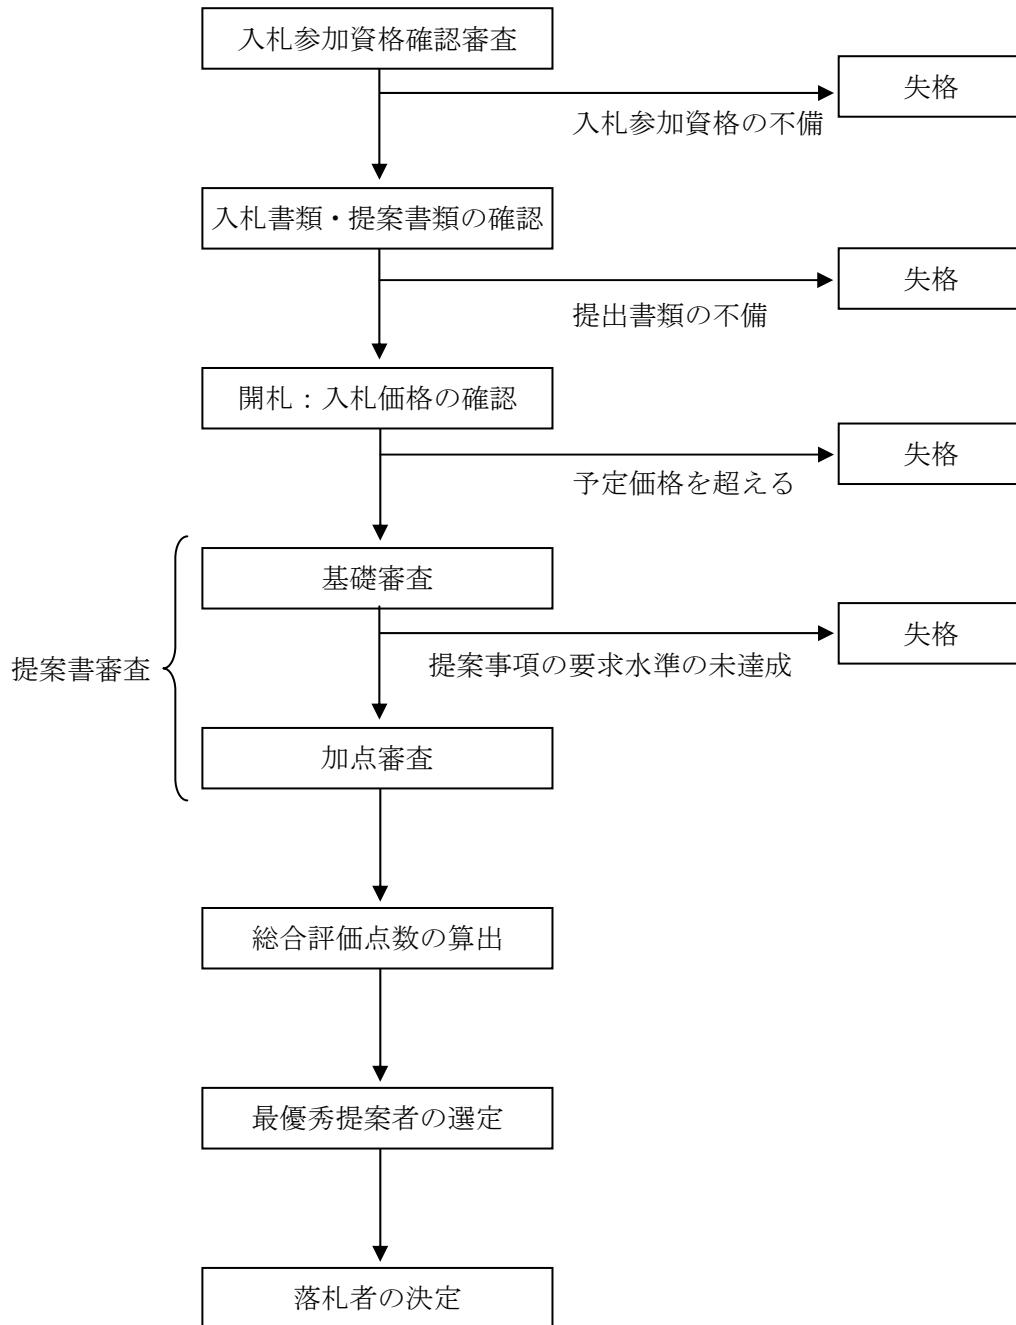 入札参加資格確認審査
失格
入札参加資格の不備
入札書類・提案書類の確認
失格
提出書類の不備
開札：入札価格の確認
失格
予定価格を超える
基礎審査
失格
提案事項の要求水準の未達成
提案書審査
加点審査
総合評価点数の算出
最優秀提案者の選定
落札者の決定